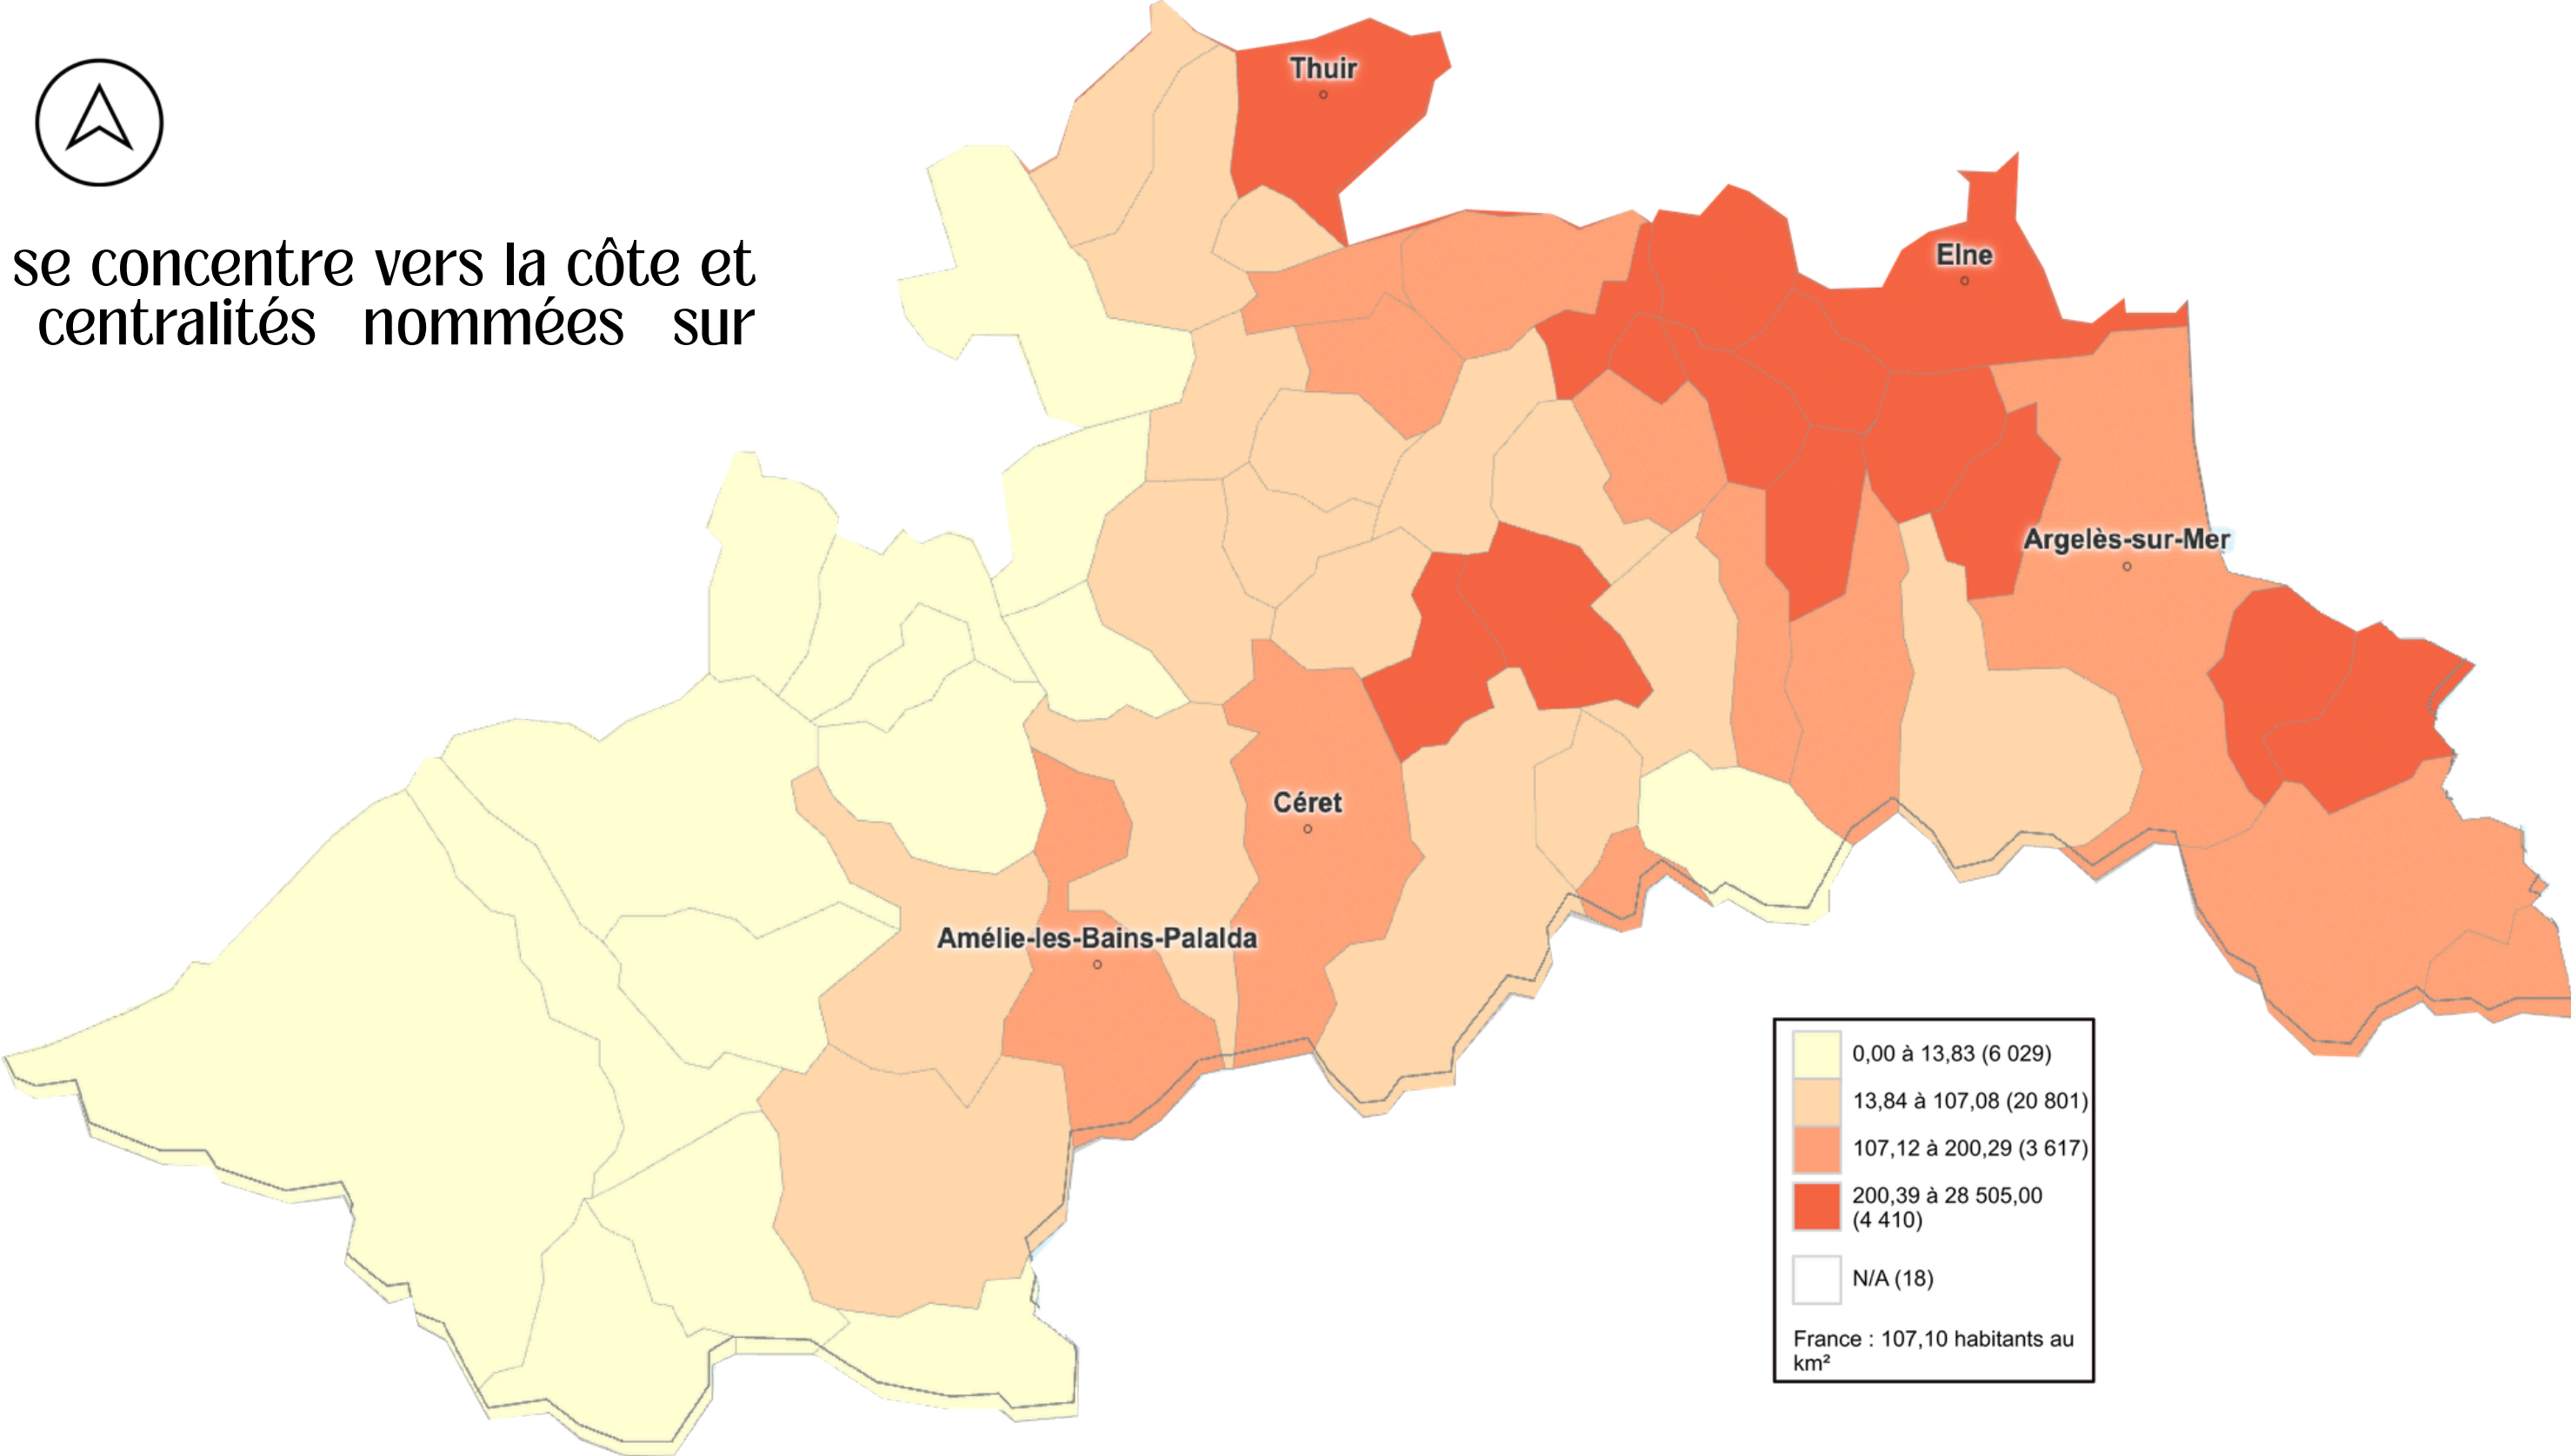 se concentre vers la côte et
centralités nommées sur
Thuir
Elne
Argelès-sur-Mer
Céret
Amélie-les-Bains-Palalda
0,00 à 13,83 (6 029)
13,84 à 107,08 (20 801)
107,12 à 200,29 (3 617)
200,39 à 28 505,00
(4 410)
N/A (18)
France : 107,10 habitants au
km²